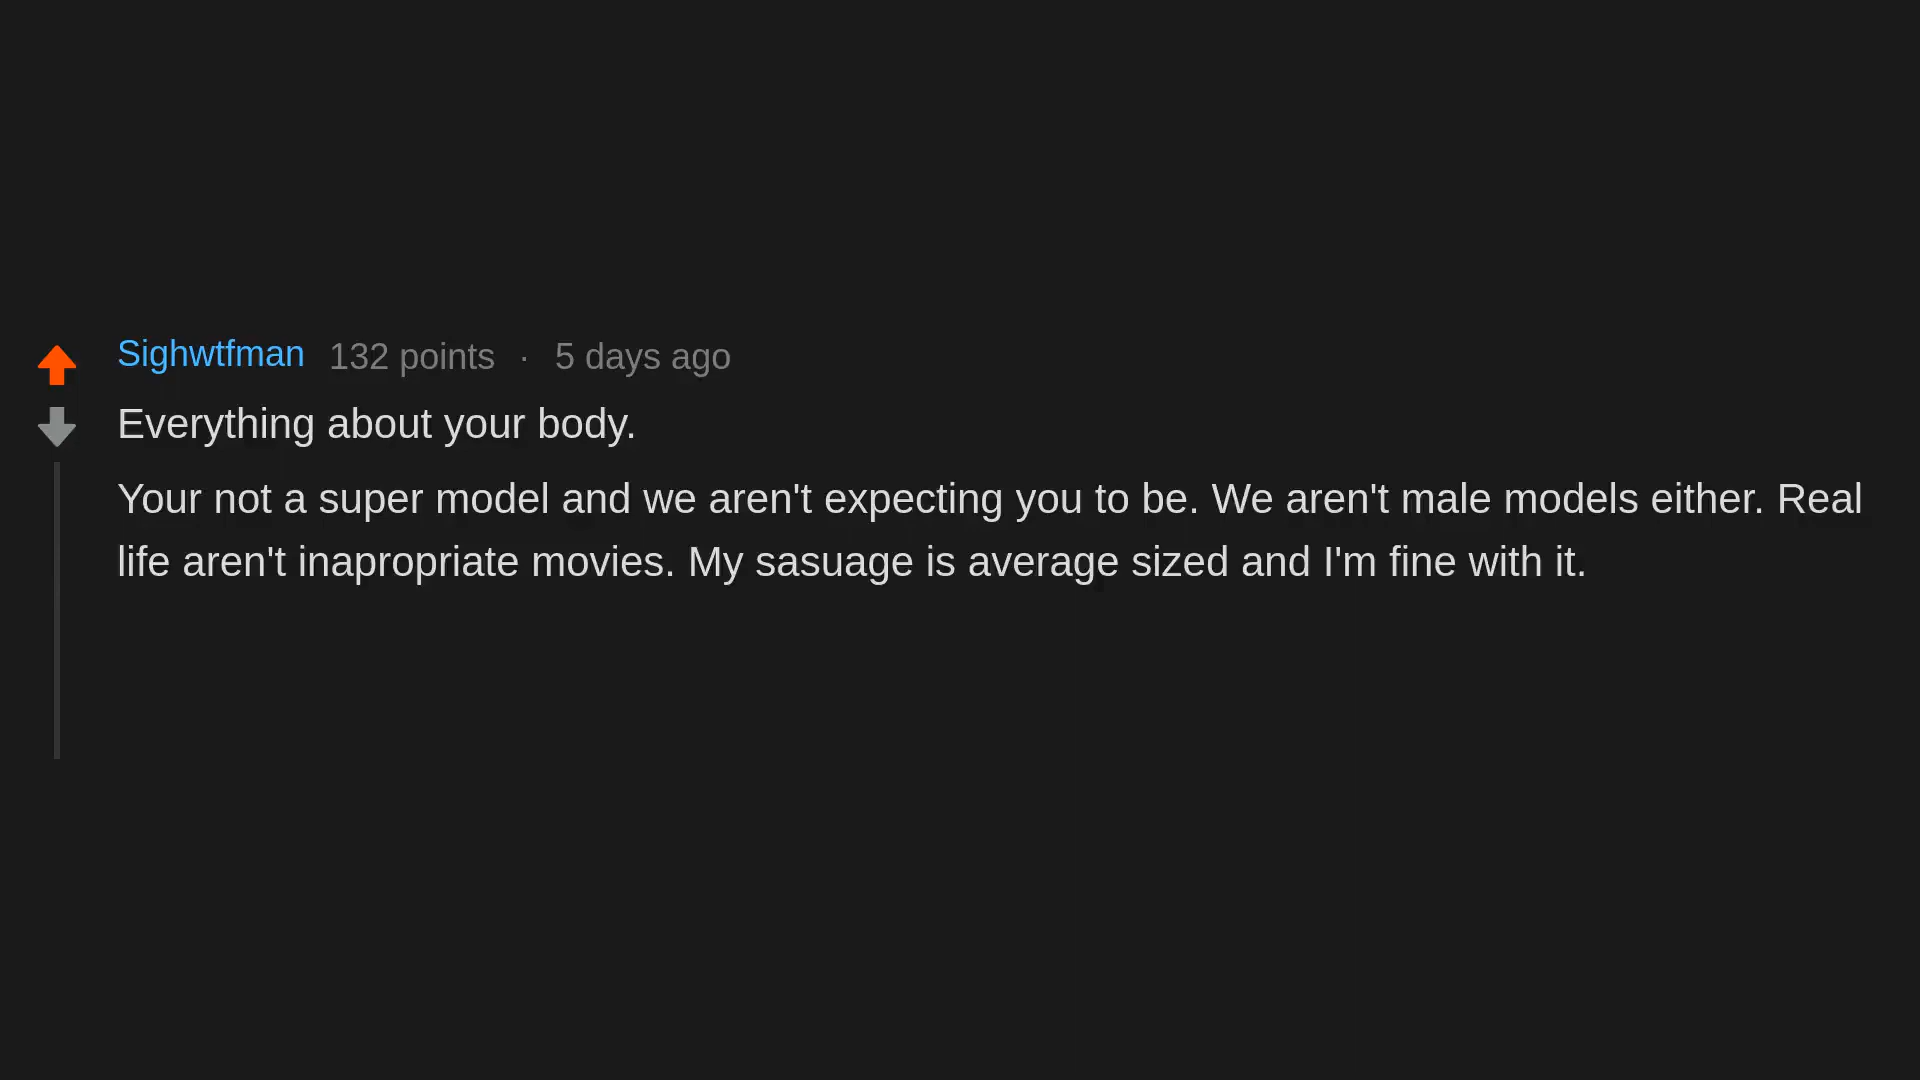 Sighwtfman 132 points · 5 days ago
Everything about your body.
Your not a super model and we aren't expecting you to be. We aren't male models either. Real
life aren't inapropriate movies. My sasuage is average sized and I'm fine with it.